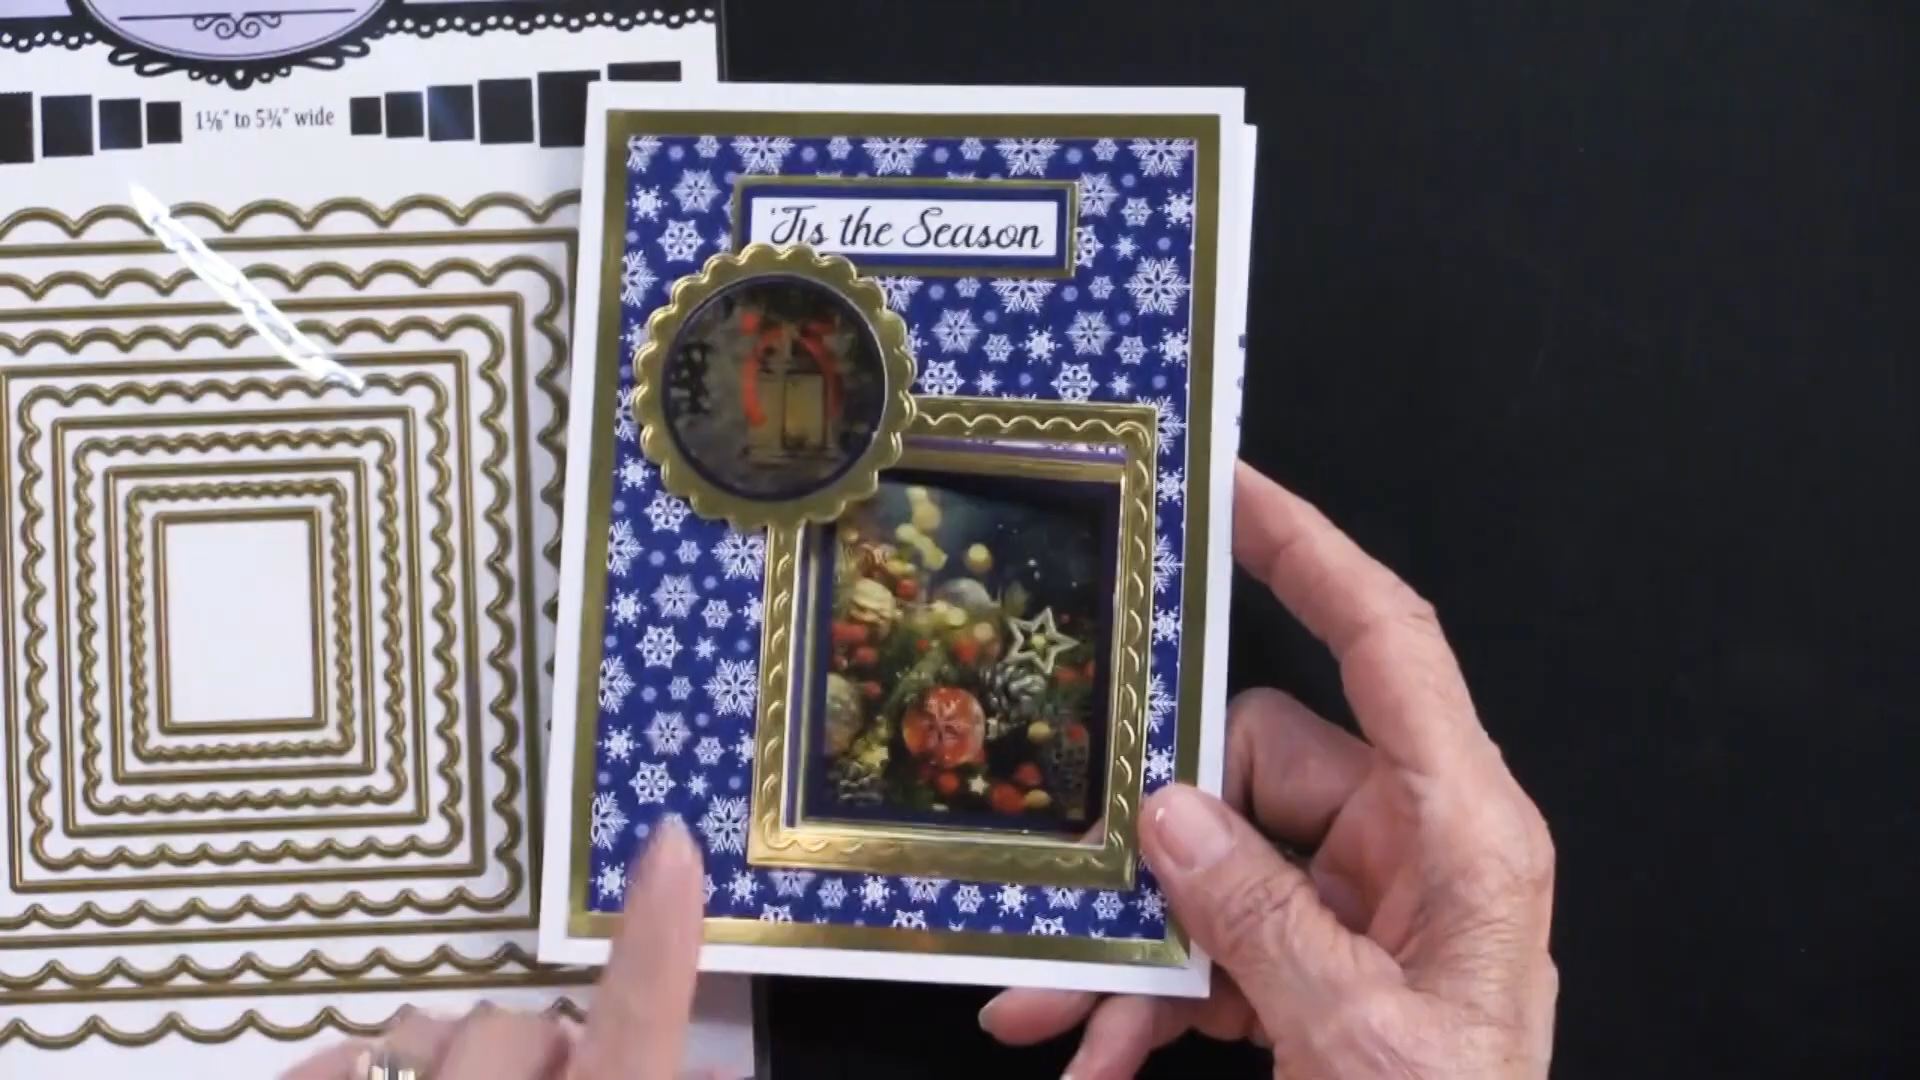 1⅛" to 5¾" wide
'Tis the Season